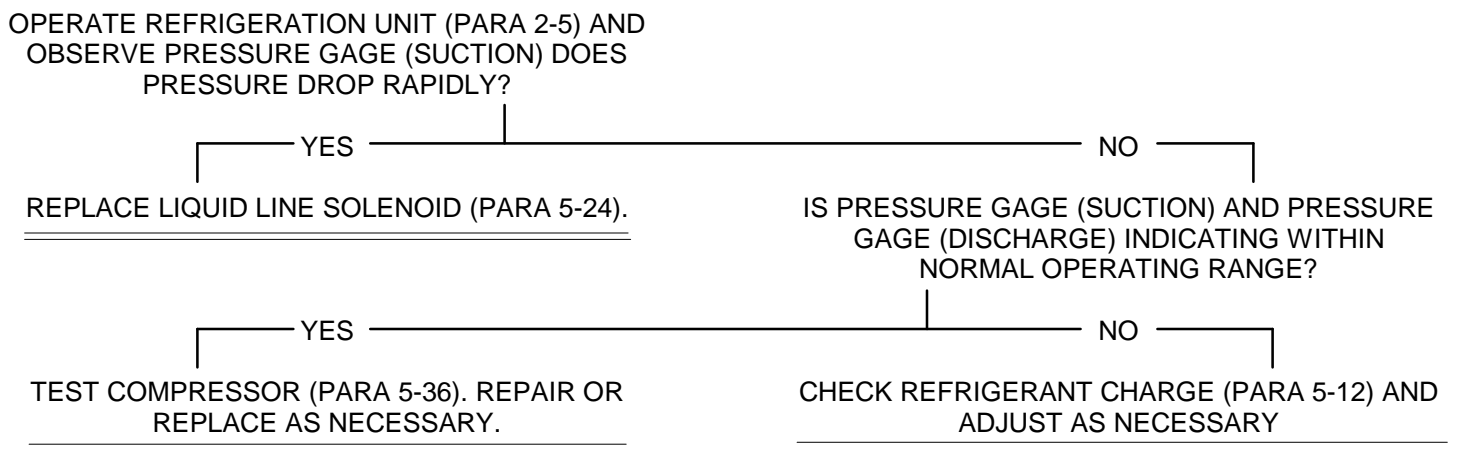 OPERATE REFRIGERATION UNIT (PARA 2-5) AND
OBSERVE PRESSURE GAGE (SUCTION) DOES
PRESSURE DROP RAPIDLY?
YES
NO
REPLACE LIQUID LINE SOLENOID (PARA 5-24).
IS PRESSURE GAGE (SUCTION) AND PRESSURE
GAGE (DISCHARGE) INDICATING WITHIN
NORMAL OPERATING RANGE?
YES
NO
TEST COMPRESSOR (PARA 5-36). REPAIR OR
REPLACE AS NECESSARY.
CHECK REFRIGERANT CHARGE (PARA 5-12) AND
ADJUST AS NECESSARY